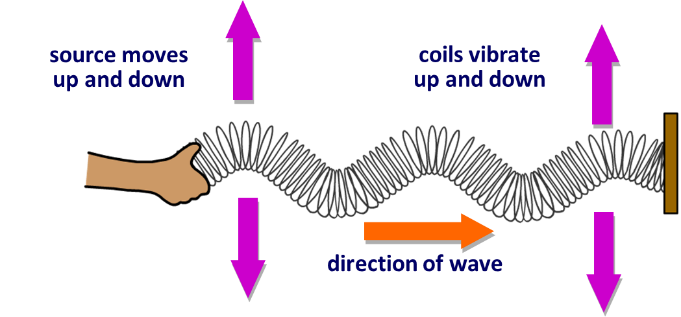 source moves
up and down
coils vibrate
up and down
direction of wave